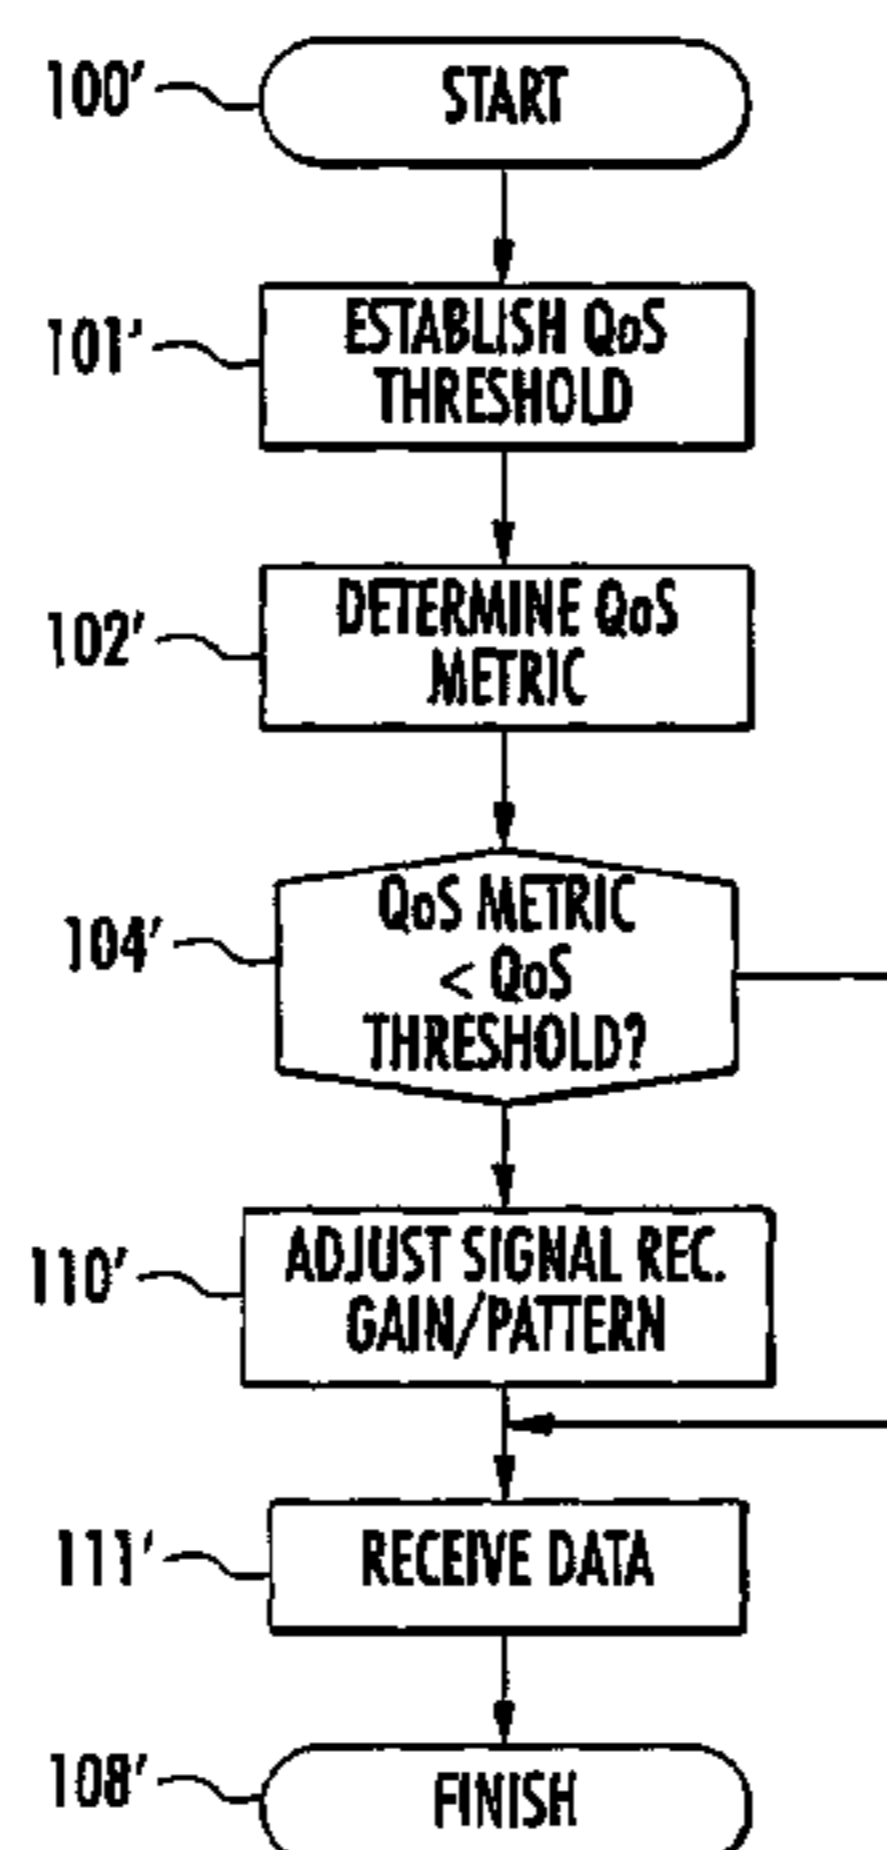 100'
START
101'
ESTABLISH QoS
THRESHOLD
102'
DETERMINE QoS
METRIC
104'
QoS METRIC
< QoS
THRESHOLD?
110'
ADJUST SIGNAL REC.
GAIN/PATTERN
111'
RECEIVE DATA
108'
FINISH